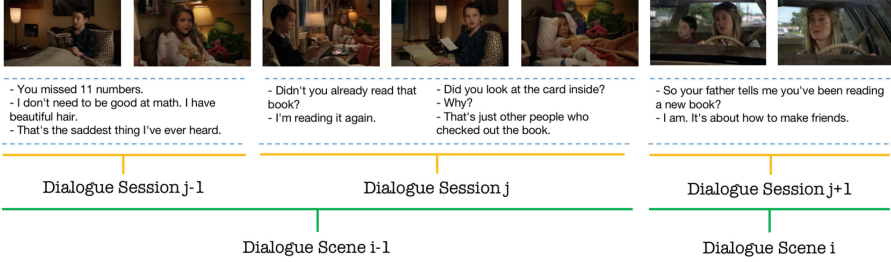 - You missed 11 numbers.
- I don't need to be good at math. I have
beautiful hair.
- That's the saddest thing I've ever heard.
- Didn't you already read that
book?
- I'm reading it again.
- Did you look at the card inside?
- Why?
- That's just other people who
checked out the book.
- So your father tells me you've been reading
a new book?
- I am. It's about how to make friends.
Dialogue Session j-1
Dialogue Session j
Dialogue Session j+1
Dialogue Scene i-1
Dialogue Scene i